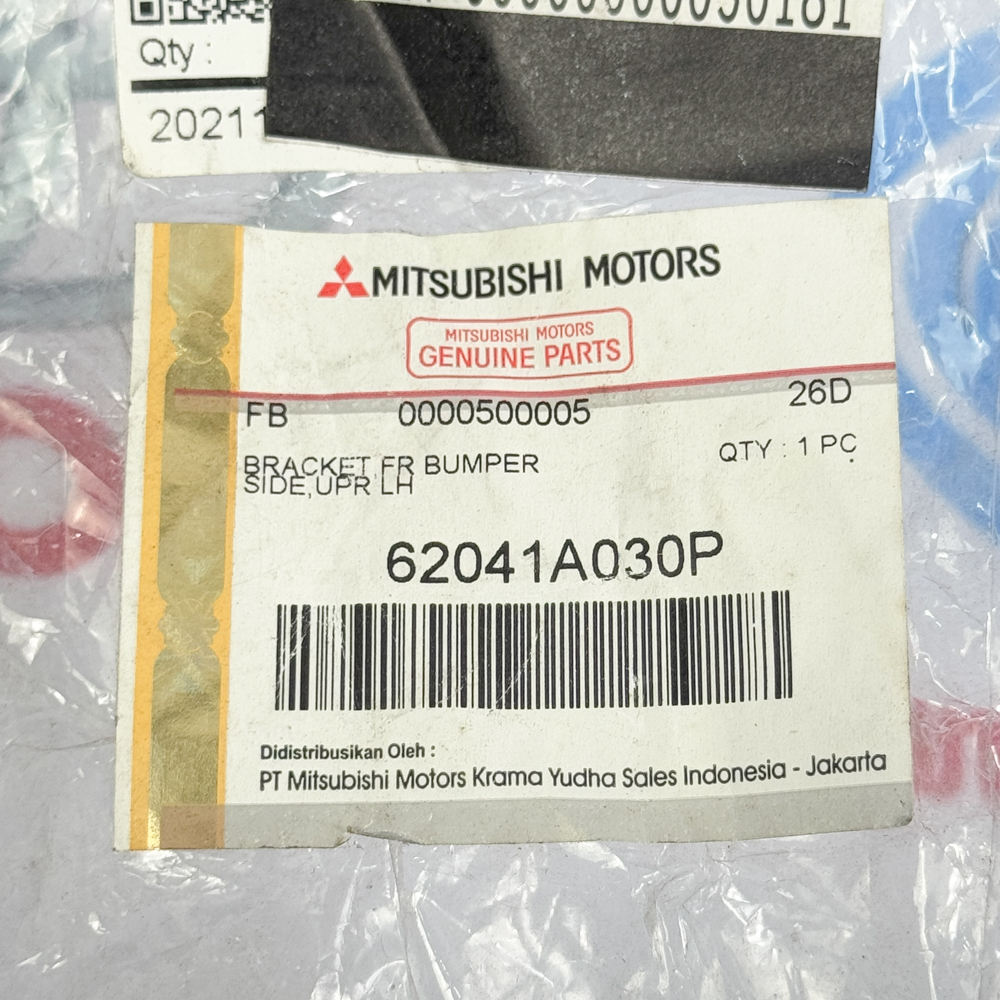 Qty :
20211
MITSUBISHI MOTORS
MITSUBISHI MOTORS
GENUINE PARTS
FB 0000500005 26D
BRACKET,FR BUMPER QTY : 1 PC
SIDE,UPR LH
62041A030P
Didistribusikan Oleh :
PT Mitsubishi Motors Krama Yudha Sales Indonesia - Jakarta